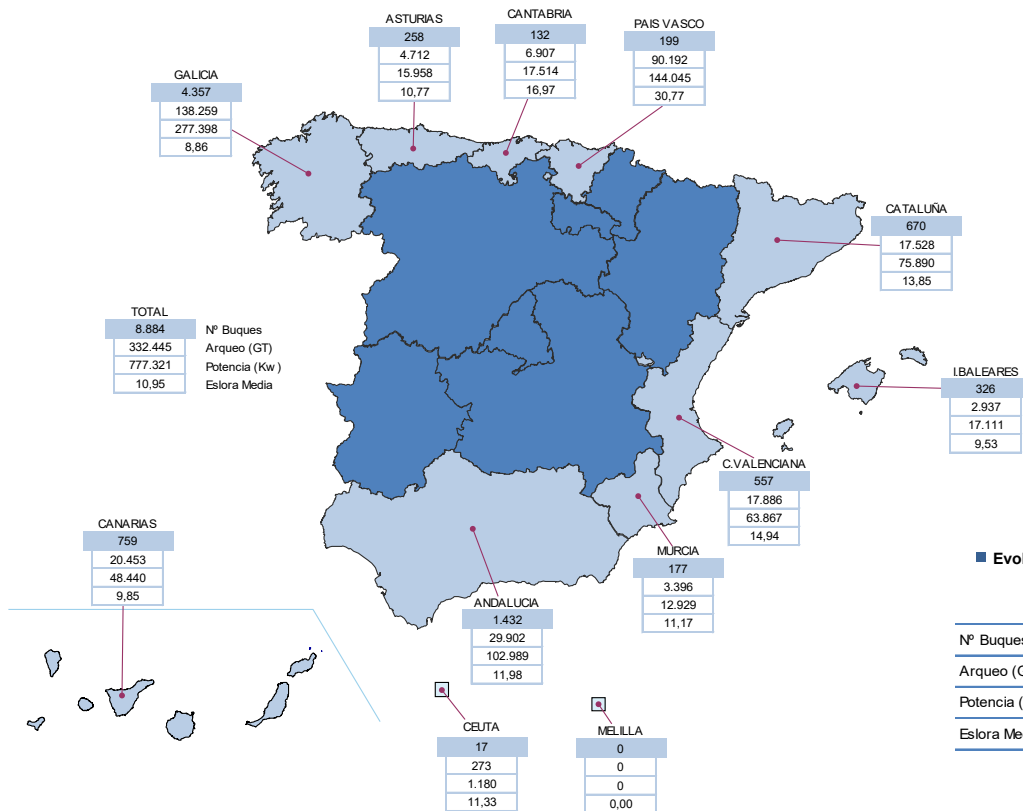 ASTURIAS
258
4.712
15.958
10,77
CANTABRIA
132
6.907
17.514
16,97
PAIS VASCO
199
90.192
144.045
30,77
GALICIA
4.357
138.259
277.398
8,86
CATALUÑA
670
17.528
75.890
13,85
TOTAL
8.884 Nº Buques
332.445 Arqueo (GT)
777.321 Potencia (Kw)
10,95 Eslora Media
I.BALEARES
326
2.937
17.111
9,53
C.VALENCIANA
557
17.886
63.867
14,94
CANARIAS
759
20.453
48.440
9,85
MURCIA
177
3.396
12.929
11,17
ANDALUCIA
1.432
29.902
102.989
11,98
CEUTA
17
273
1.180
11,33
MELILLA
0
0
0
0,00
Nº Buques
Arqueo (
Potencia (
Eslora